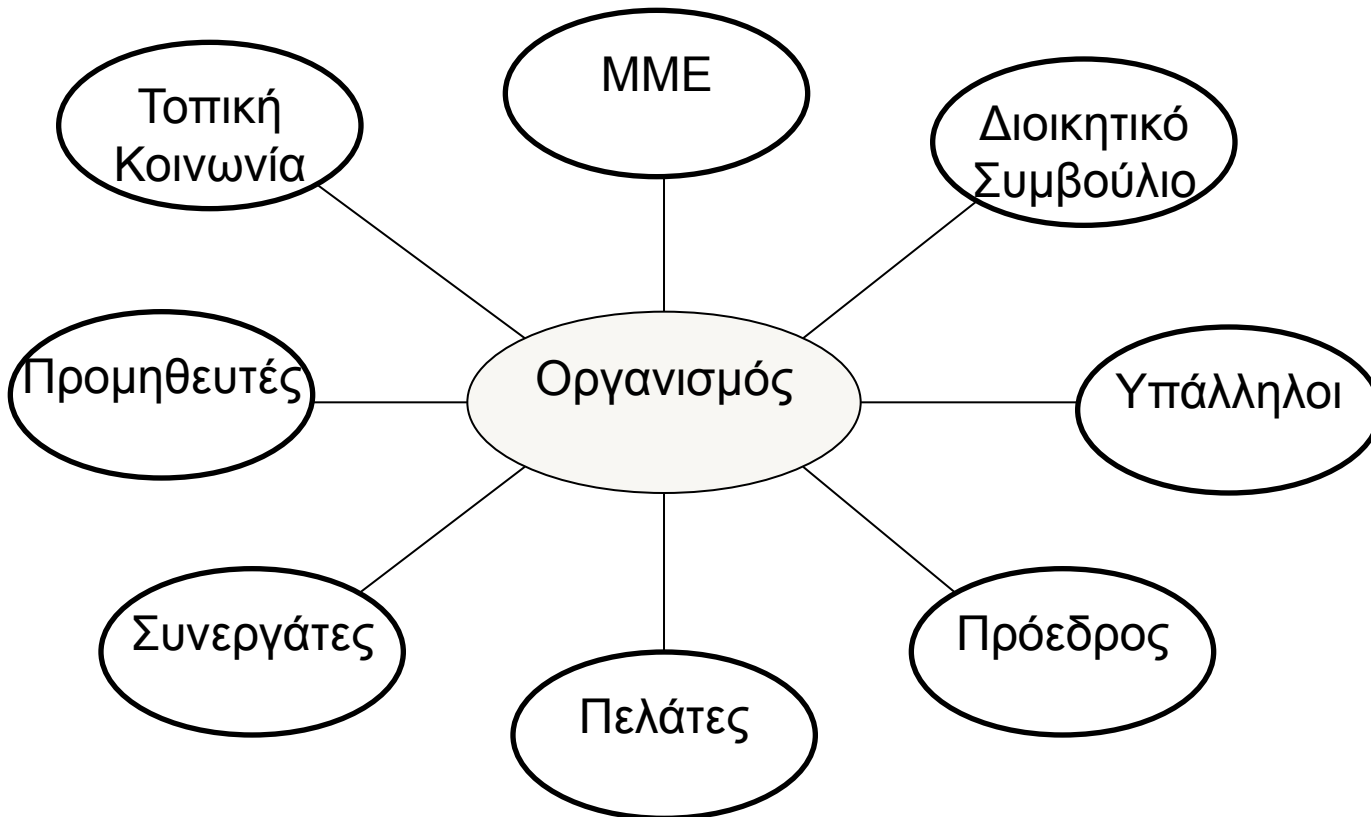 ΜΜΕ
Τοπική
Κοινωνία
Διοικητικό
Συμβούλιο
Προμηθευτές
Οργανισμός
Υπάλληλοι
Συνεργάτες
Πρόεδρος
Πελάτες